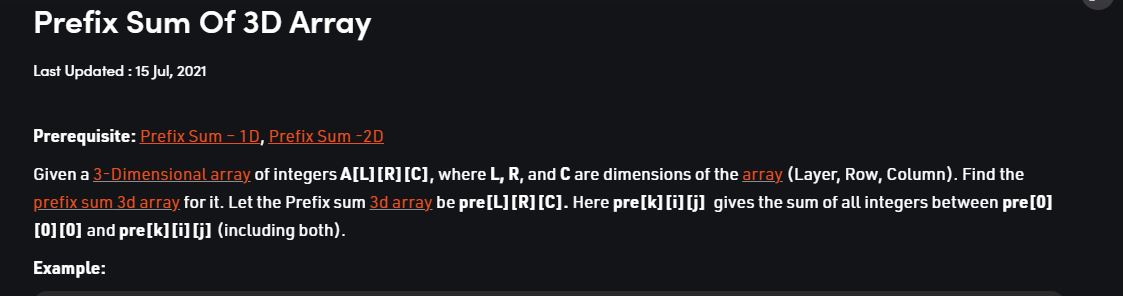 Prefix Sum Of 3D Array
Last Updated : 15 Jul, 2021
Prerequisite: Prefix Sum – 1D, Prefix Sum -2D
Given a 3-Dimensional array of integers A[L][R][C], where L, R, and C are dimensions of the array (Layer, Row, Column). Find the
prefix sum 3d array for it. Let the Prefix sum 3d array be pre[L][R][C]. Here pre[k][i][j] gives the sum of all integers between pre[0]
[0][0] and pre[k][i][j] (including both).
Example: